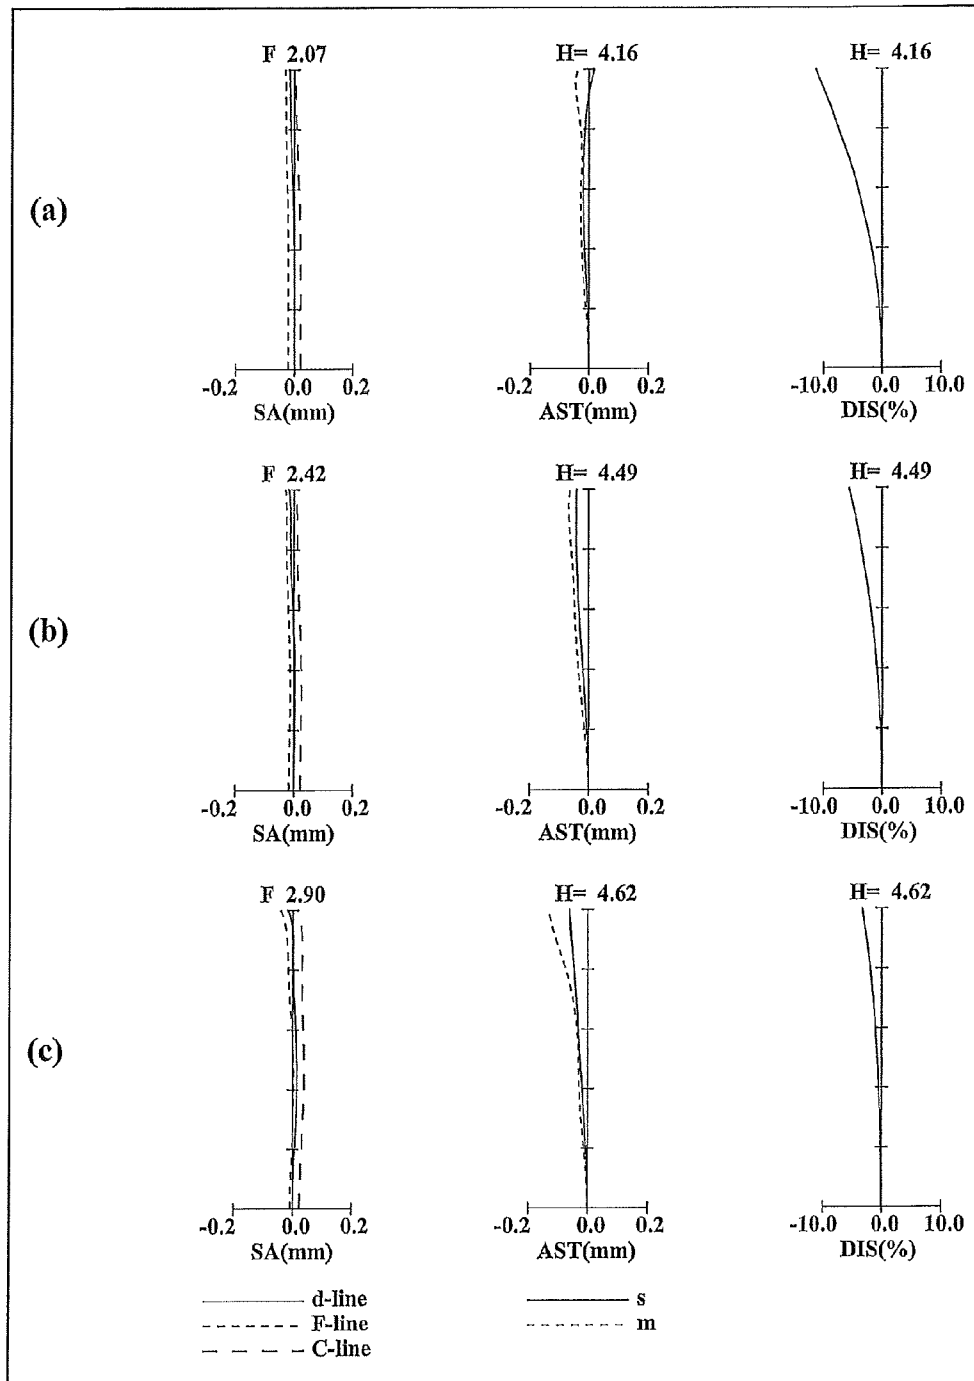 F 2.07 H= 4.16 H= 4.16
(a)
-0.2 0.0 0.2 -0.2 0.0 0.2 -10.0 0.0 10.0
SA(mm) AST(mm) DIS(%)
F 2.42 H= 4.49 H= 4.49
(b)
-0.2 0.0 0.2 -0.2 0.0 0.2 -10.0 0.0 10.0
SA(mm) AST(mm) DIS(%)
F 2.90 H= 4.62 H= 4.62
(c)
-0.2 0.0 0.2 -0.2 0.0 0.2 -10.0 0.0 10.0
SA(mm) AST(mm) DIS(%)
d-line s
F-line m
C-line